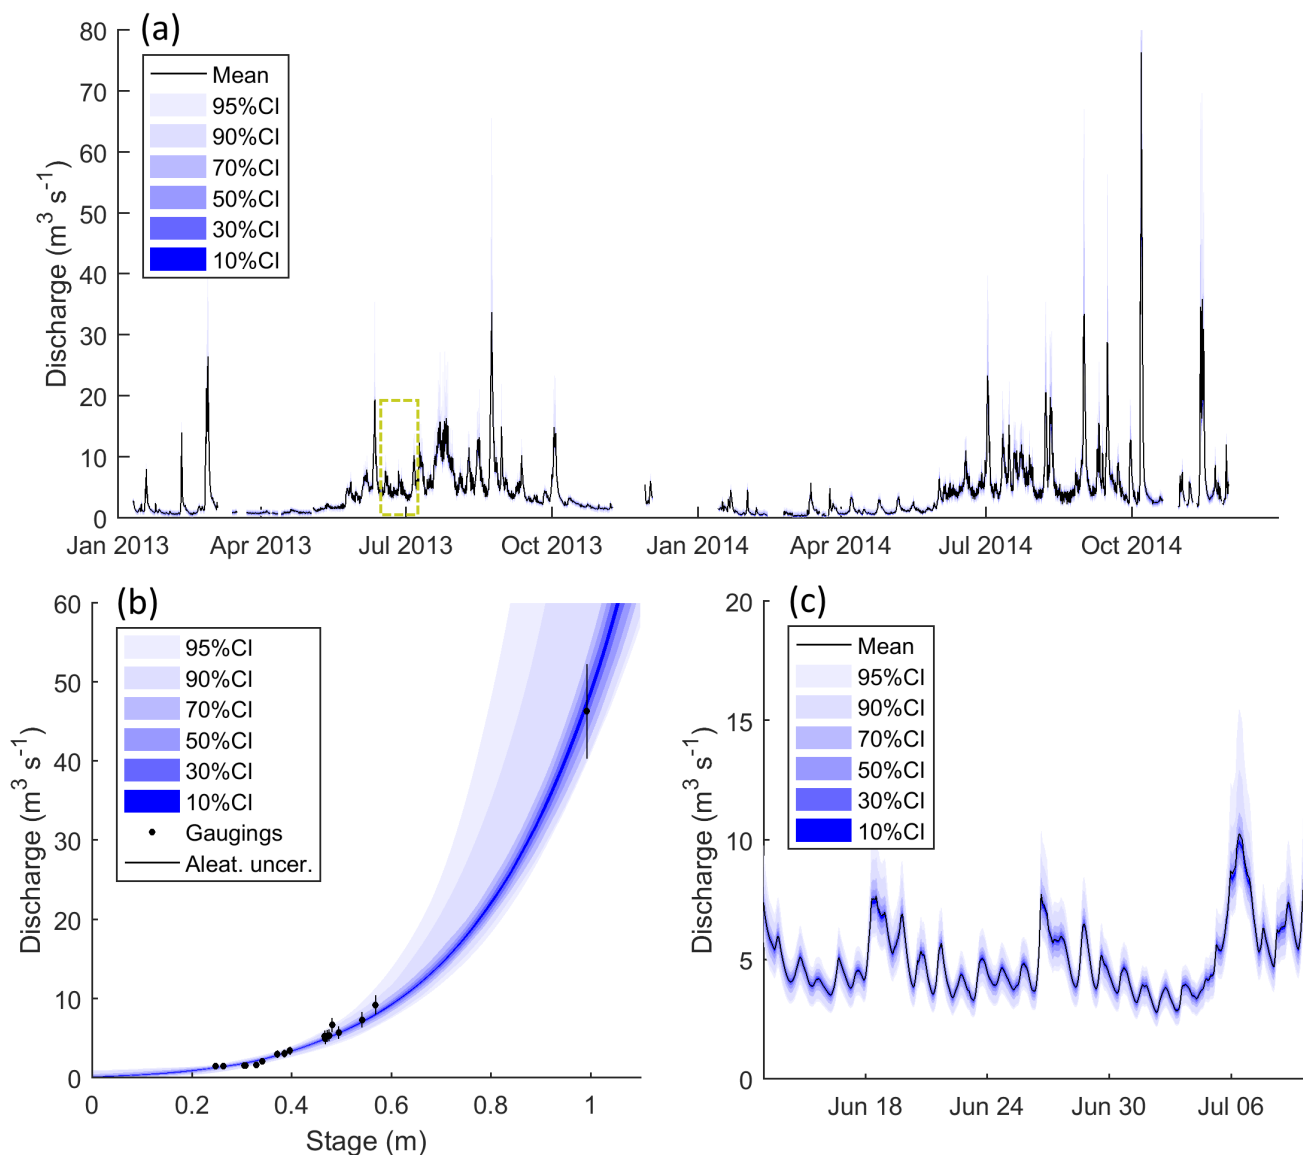 (a)
80
70
60
50
40
30
20
10
0
Discharge (m³ s⁻¹)
Mean
95%CI
90%CI
70%CI
50%CI
30%CI
10%CI
Jan 2013 Apr 2013 Jul 2013 Oct 2013 Jan 2014 Apr 2014 Jul 2014 Oct 2014
(b)
60
50
40
30
20
10
0
Discharge (m³ s⁻¹)
95%CI
90%CI
70%CI
50%CI
30%CI
10%CI
Gaugings
Aleat. uncer.
0 0.2 0.4 0.6 0.8 1
Stage (m)
(c)
20
15
10
5
0
Discharge (m³ s⁻¹)
Mean
95%CI
90%CI
70%CI
50%CI
30%CI
10%CI
Jun 18 Jun 24 Jun 30 Jul 06